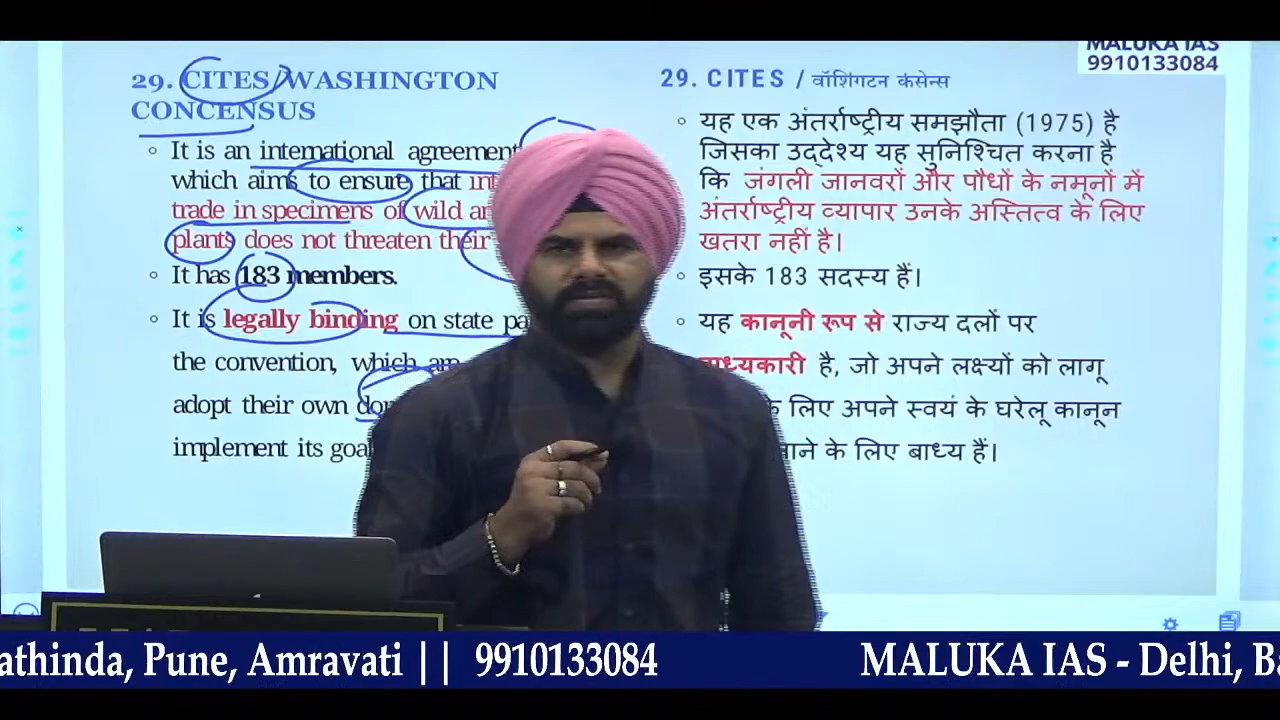 MALUKA IAS
9910133084
29. CITES/WASHINGTON
CONCENSUS
It is an international agreement
which aims to ensure that
trade in specimens of wild
plants does not threaten their
It has 183 members.
It is legally binding on state
the convention, which are
adopt their own
implement its
29. CITES / वॉशिंगटन कंसेन्स
यह एक अंतर्राष्ट्रीय समझौता (1975) है
जिसका उद्देश्य यह सुनिश्चित करना है
कि जंगली जानवरों और पौधों के नमूनों में
अंतर्राष्ट्रीय व्यापार उनके अस्तित्व के लिए
खतरा नहीं है।
इसके 183 सदस्य हैं।
यह कानूनी रूप से राज्य दलों पर
है, जो अपने लक्ष्यों को लागू
लिए अपने स्वयं के घरेलू कानून
के लिए बाध्य हैं।
athinda, Pune, Amravati || 9910133084 MALUKA IAS - Delhi, Ba